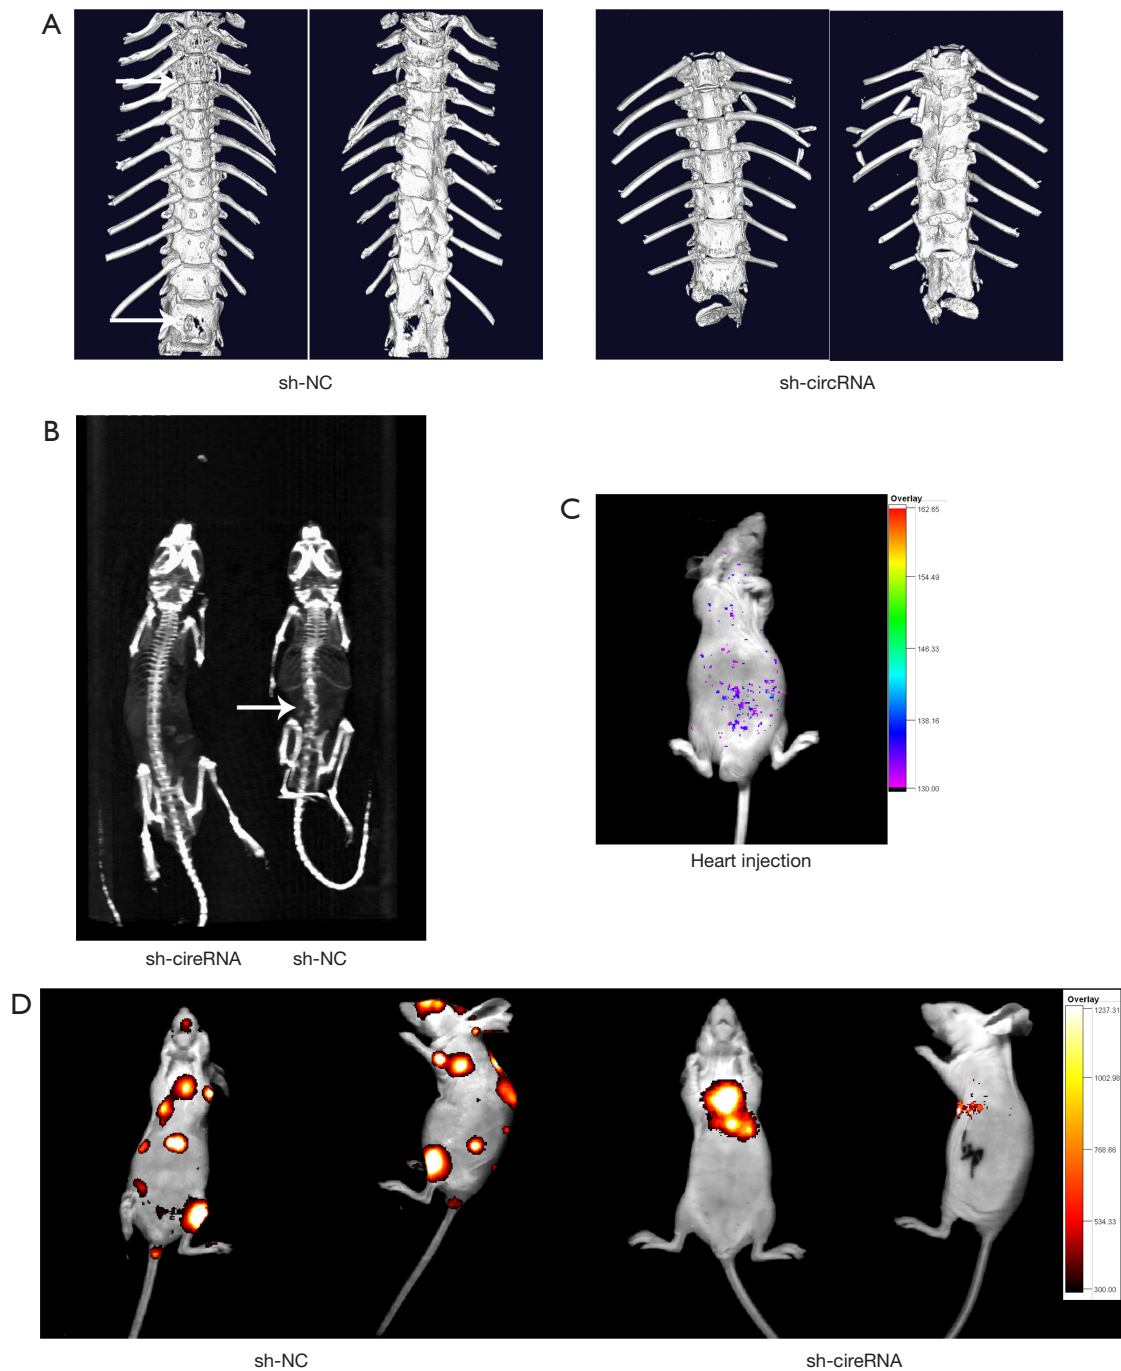 A
sh-NC
sh-circRNA
B
sh-cireRNA
sh-NC
C
Overlay
162.65
154.49
146.33
138.16
130.00
Heart injection
D
Overlay
1237.31
1002.98
768.66
534.33
300.00
sh-NC
sh-cireRNA